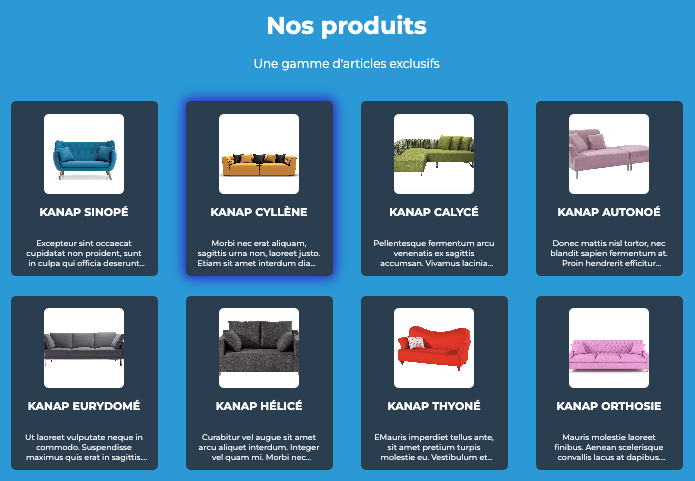 Nos produits
Une gamme d'articles exclusifs
KANAP SINOPÉ
Excepteur sint occaecat
cupidatat non proident, sunt
in culpa qui officia deserunt...
KANAP CYLLÈNE
Morbi nec erat aliquam,
sagittis urna non, laoreet justo.
Etiam sit amet interdum dia...
KANAP CALYCÉ
Pellentesque fermentum arcu
venenatis ex sagittis
accumsan. Vivamus lacinia...
KANAP AUTONOÉ
Donec mattis nisl tortor, nec
blandit sapien fermentum at.
Proin hendrerit efficitur...
KANAP EURYDOMÉ
Ut laoreet vulputate neque in
commodo. Suspendisse
maximus quis erat in sagittis....
KANAP HÉLICÉ
Curabitur vel augue sit amet
arcu aliquet interdum. Integer
vel quam mi. Morbi nec...
KANAP THYONÉ
EMauris imperdiet tellus ante,
sit amet pretium turpis
molestie eu. Vestibulum et...
KANAP ORTHOSIE
Mauris molestie laoreet
finibus. Aenean scelerisque
convallis lacus at dapibus....